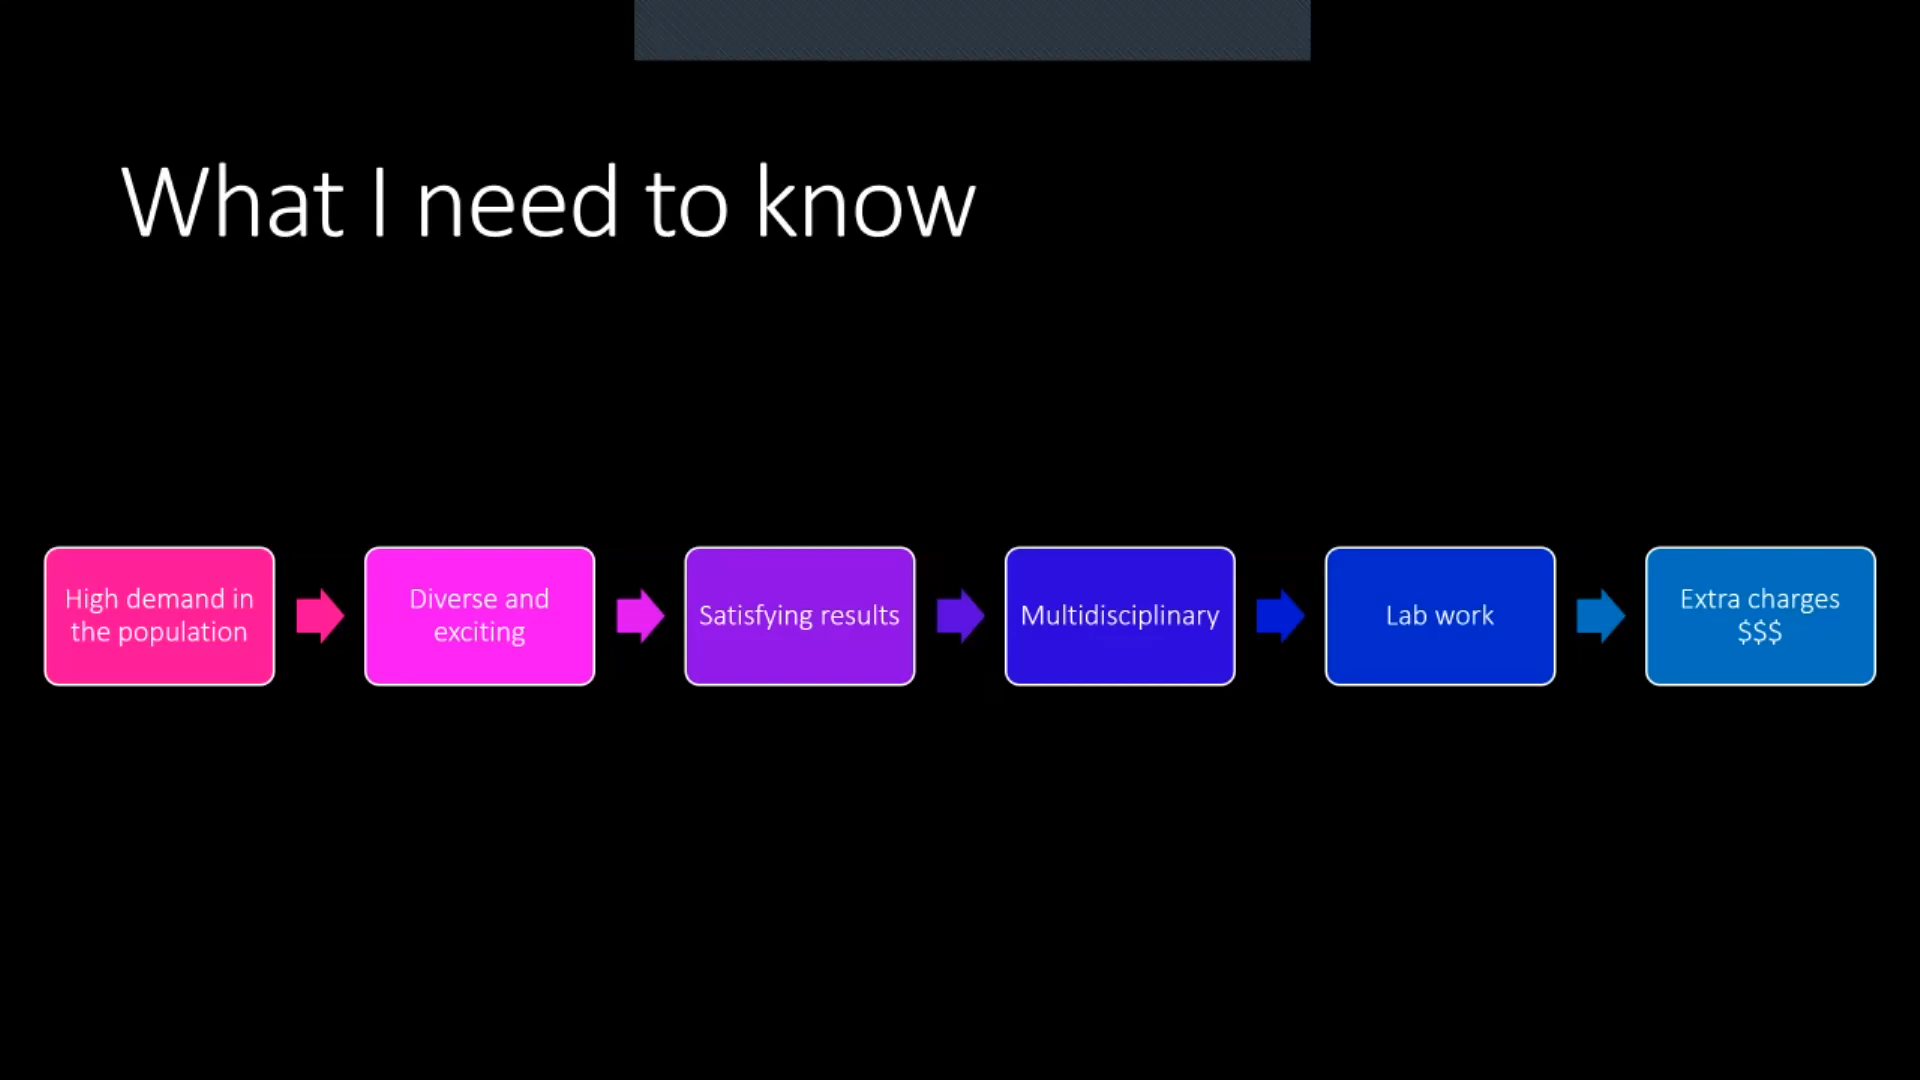 What I need to know
High demand in
the population
Diverse and
exciting
Satisfying results
Multidisciplinary
Lab work
Extra charges
$$$